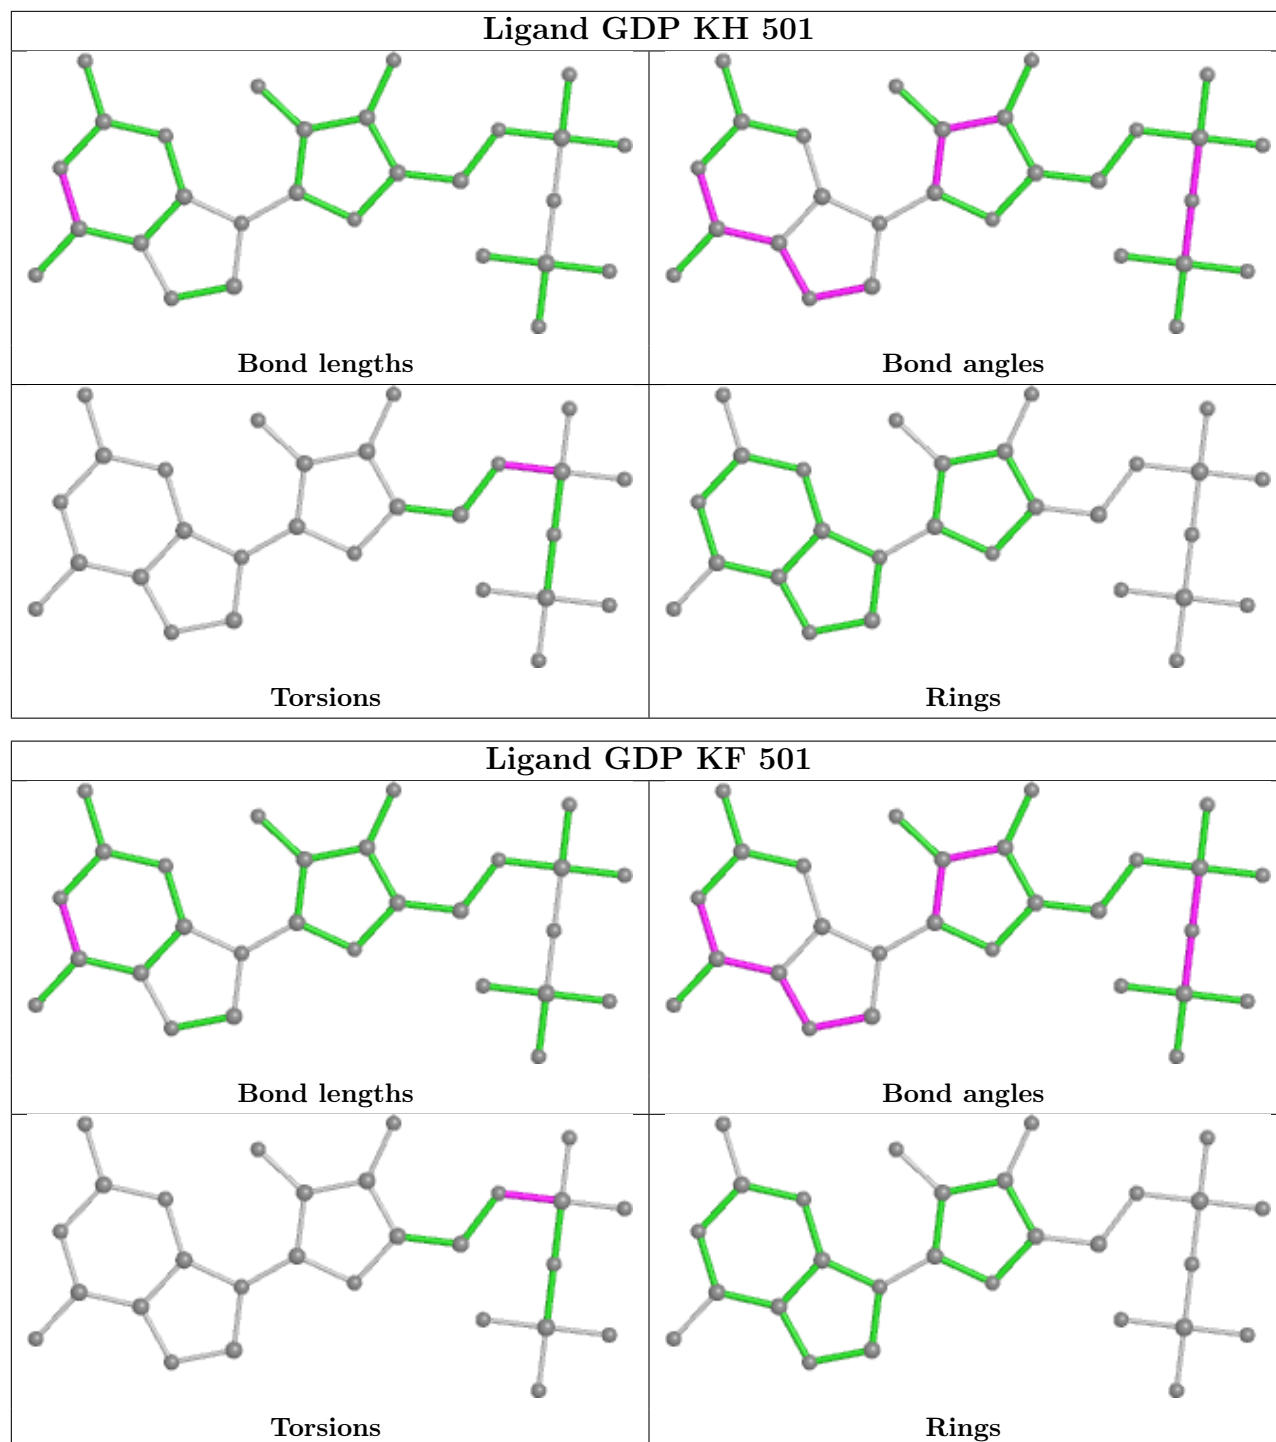 Ligand GDP KH 501
Bond lengths
Bond angles
Torsions
Rings
Ligand GDP KF 501
Bond lengths
Bond angles
Torsions
Rings